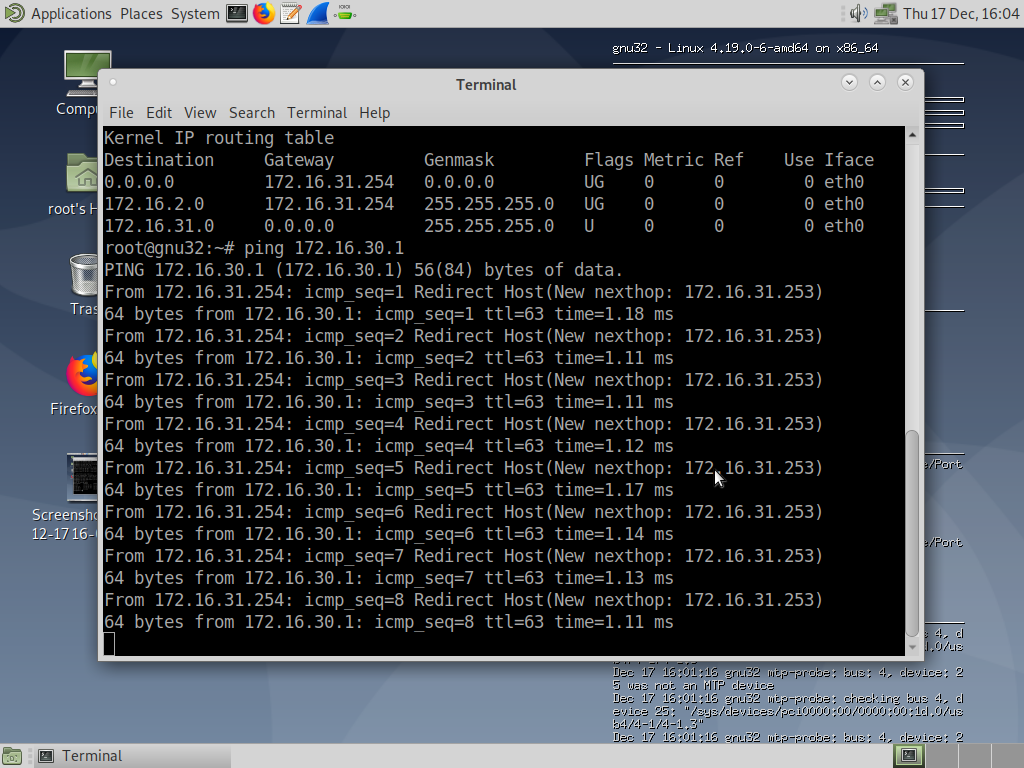 Applications Places System Thu 17 Dec, 16:04
gnu32 - Linux 4.19.0-6-amd64 on x86_64
Terminal
File Edit View Search Terminal Help
Kernel IP routing table
Destination Gateway Genmask Flags Metric Ref Use Iface
0.0.0.0 172.16.31.254 0.0.0.0 UG 0 0 0 eth0
172.16.2.0 172.16.31.254 255.255.255.0 UG 0 0 0 eth0
172.16.31.0 0.0.0.0 255.255.255.0 U 0 0 0 eth0
root@gnu32:~# ping 172.16.30.1
PING 172.16.30.1 (172.16.30.1) 56(84) bytes of data.
From 172.16.31.254: icmp_seq=1 Redirect Host(New nexthop: 172.16.31.253)
64 bytes from 172.16.30.1: icmp_seq=1 ttl=63 time=1.18 ms
From 172.16.31.254: icmp_seq=2 Redirect Host(New nexthop: 172.16.31.253)
64 bytes from 172.16.30.1: icmp_seq=2 ttl=63 time=1.11 ms
From 172.16.31.254: icmp_seq=3 Redirect Host(New nexthop: 172.16.31.253)
64 bytes from 172.16.30.1: icmp_seq=3 ttl=63 time=1.11 ms
From 172.16.31.254: icmp_seq=4 Redirect Host(New nexthop: 172.16.31.253)
64 bytes from 172.16.30.1: icmp_seq=4 ttl=63 time=1.12 ms
From 172.16.31.254: icmp_seq=5 Redirect Host(New nexthop: 172.16.31.253)
64 bytes from 172.16.30.1: icmp_seq=5 ttl=63 time=1.17 ms
From 172.16.31.254: icmp_seq=6 Redirect Host(New nexthop: 172.16.31.253)
64 bytes from 172.16.30.1: icmp_seq=6 ttl=63 time=1.14 ms
From 172.16.31.254: icmp_seq=7 Redirect Host(New nexthop: 172.16.31.253)
64 bytes from 172.16.30.1: icmp_seq=7 ttl=63 time=1.13 ms
From 172.16.31.254: icmp_seq=8 Redirect Host(New nexthop: 172.16.31.253)
64 bytes from 172.16.30.1: icmp_seq=8 ttl=63 time=1.11 ms
Compu
root's H
Tras
Firefox
Screensho
12-17 16-
e/Port
e/Port
s 4, d
1.0/us
Dec 17 16:01:16 gnu32 mtp-probe: bus: 4, device: 2
5 was not an MTP device
Dec 17 16:01:16 gnu32 mtp-probe: checking bus 4, d
evice 25: "/sys/devices/pci0000:00/0000:00:1d.0/us
b4/4-1/4-1.3"
Dec 17 16:01:16 gnu32 mtp-probe: bus: 4, device: 2
Terminal